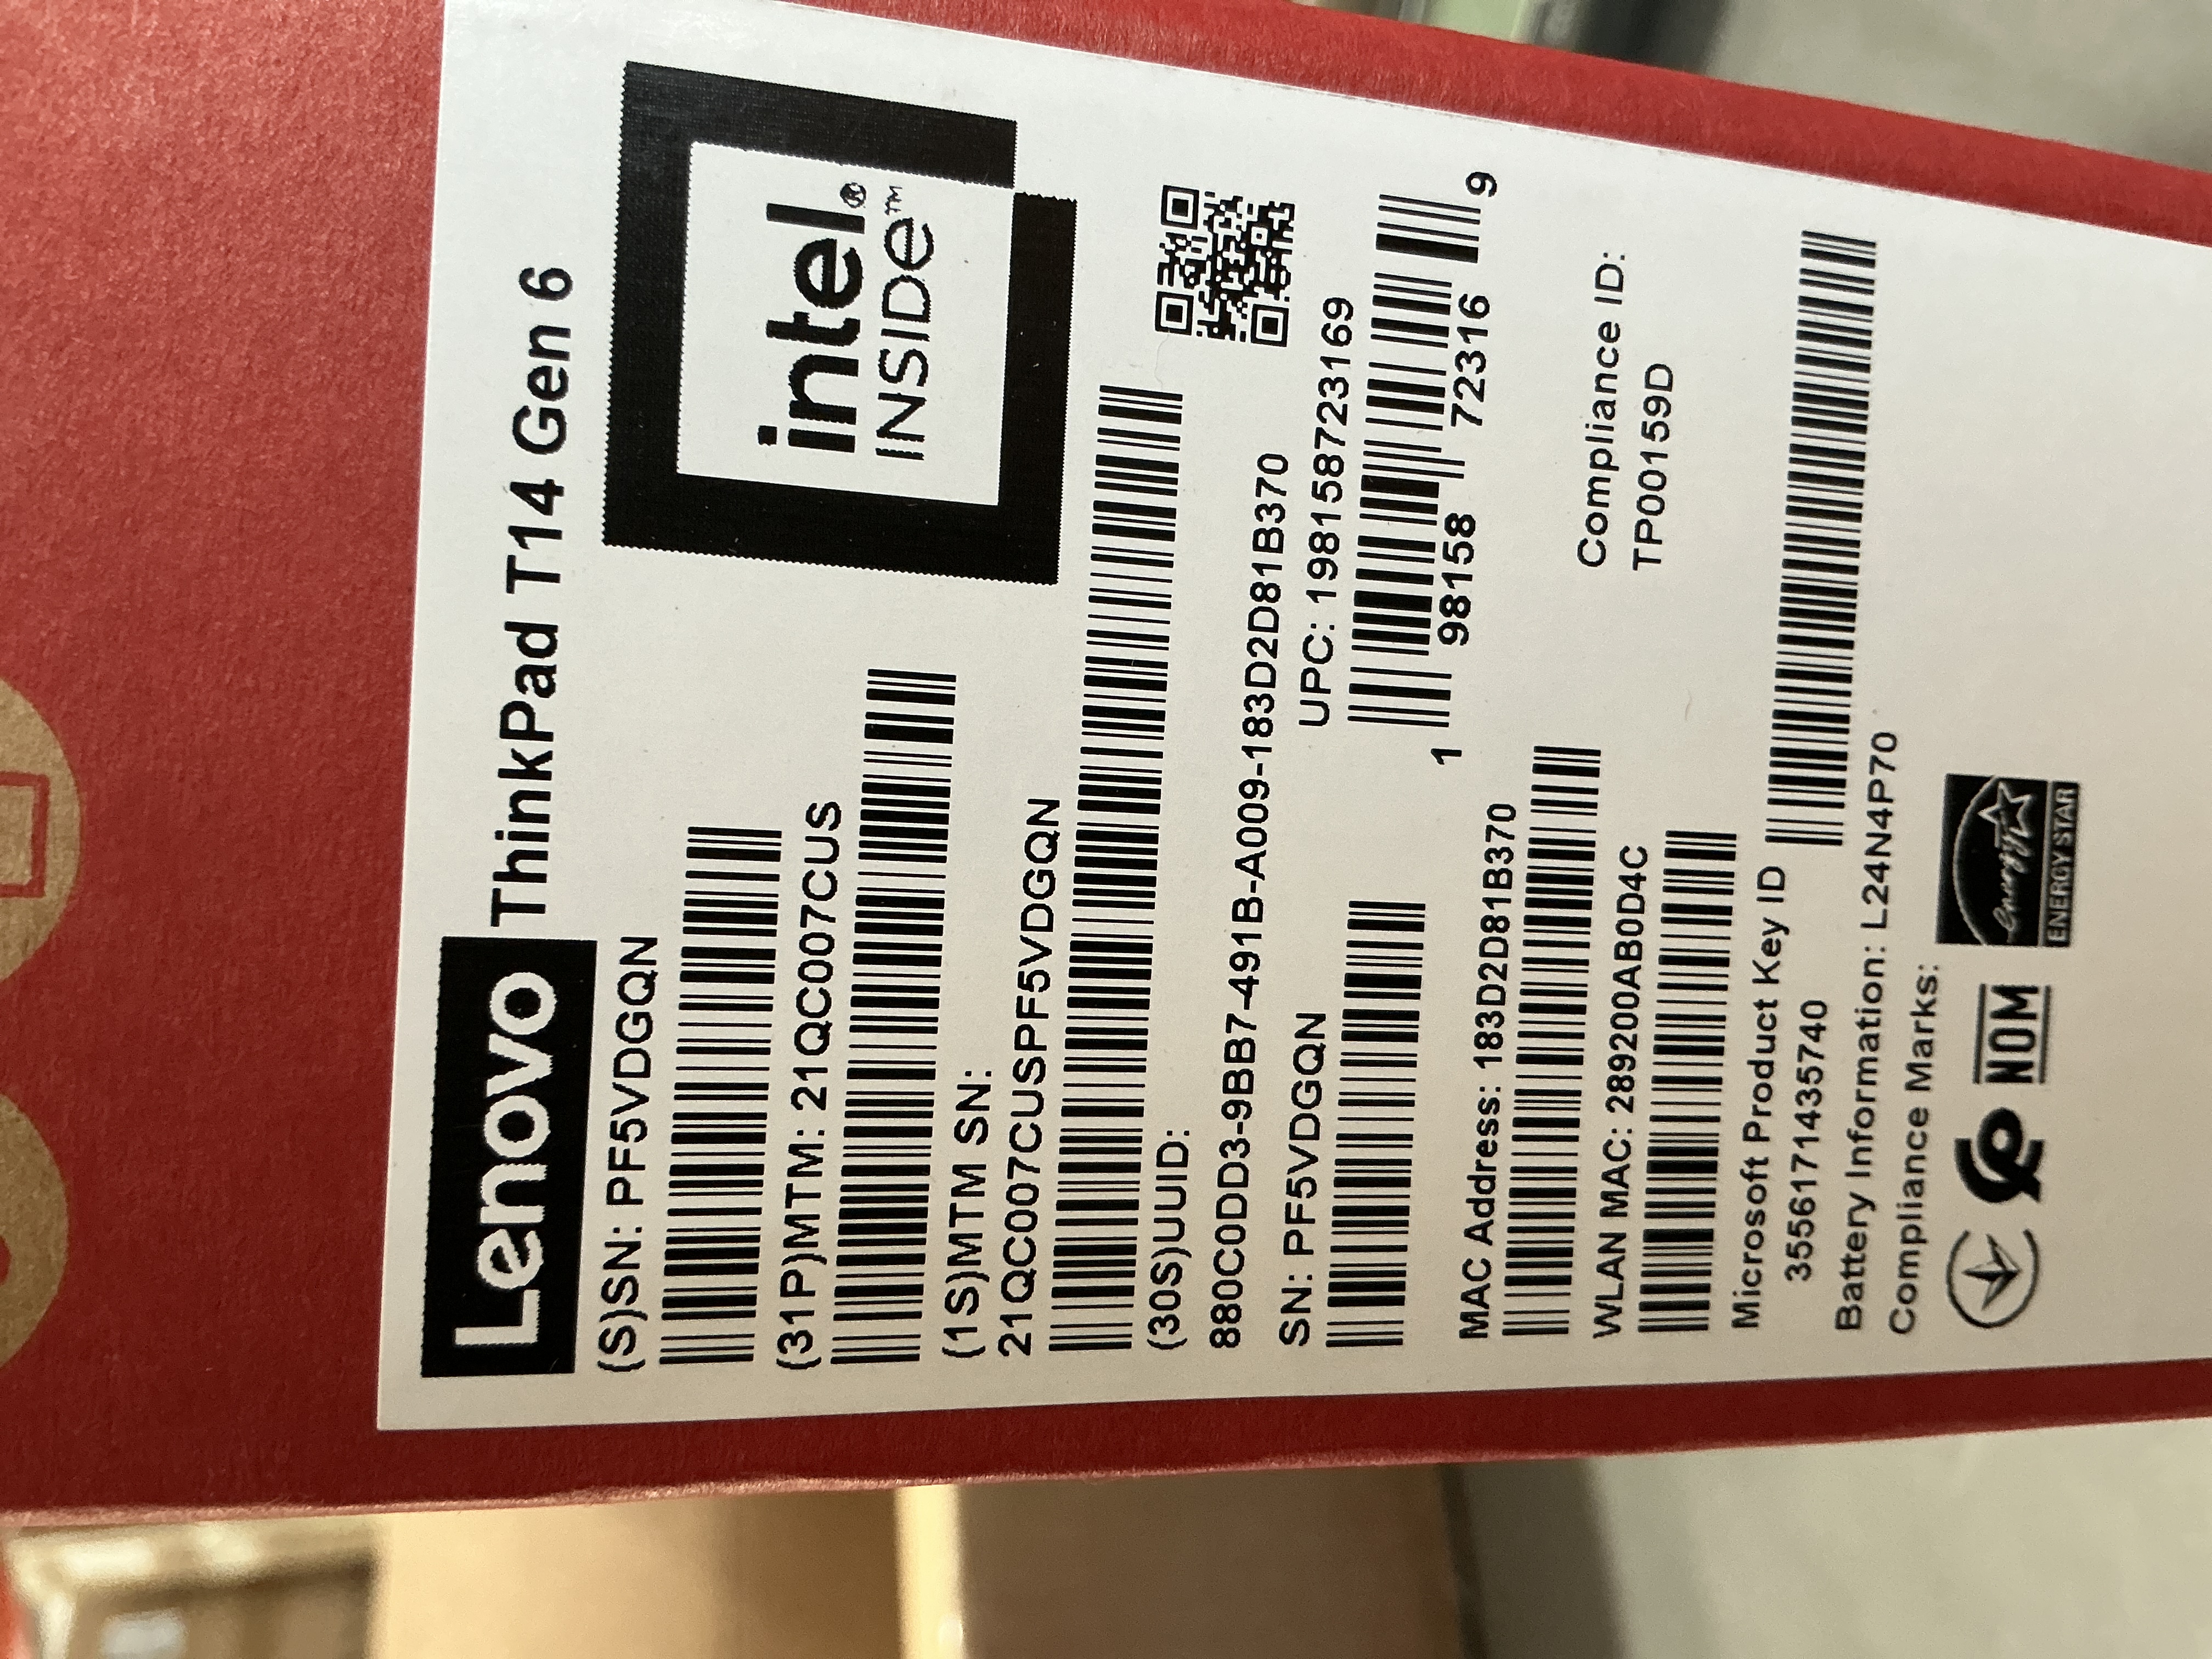 Lenovo ThinkPad T14 Gen 6
(S)SN: PF5VDGQN
(31P)MTM: 21QC007CUS
intel®
INSIDE™
(1S)MTM SN:
21QC007CUSPF5VDGQN
(30S)UUID:
880C0DD3-9BB7-491B-A009-183D2D81B370
SN: PF5VDGQN
UPC: 198158723169
1 98158 72316 9
MAC Address: 183D2D81B370
Compliance ID:
TP00159D
WLAN MAC: 289200AB0D4C
Microsoft Product Key ID
3556171435740
Battery Information: L24N4P70
Compliance Marks:
NOM
energy
ENERGY STAR